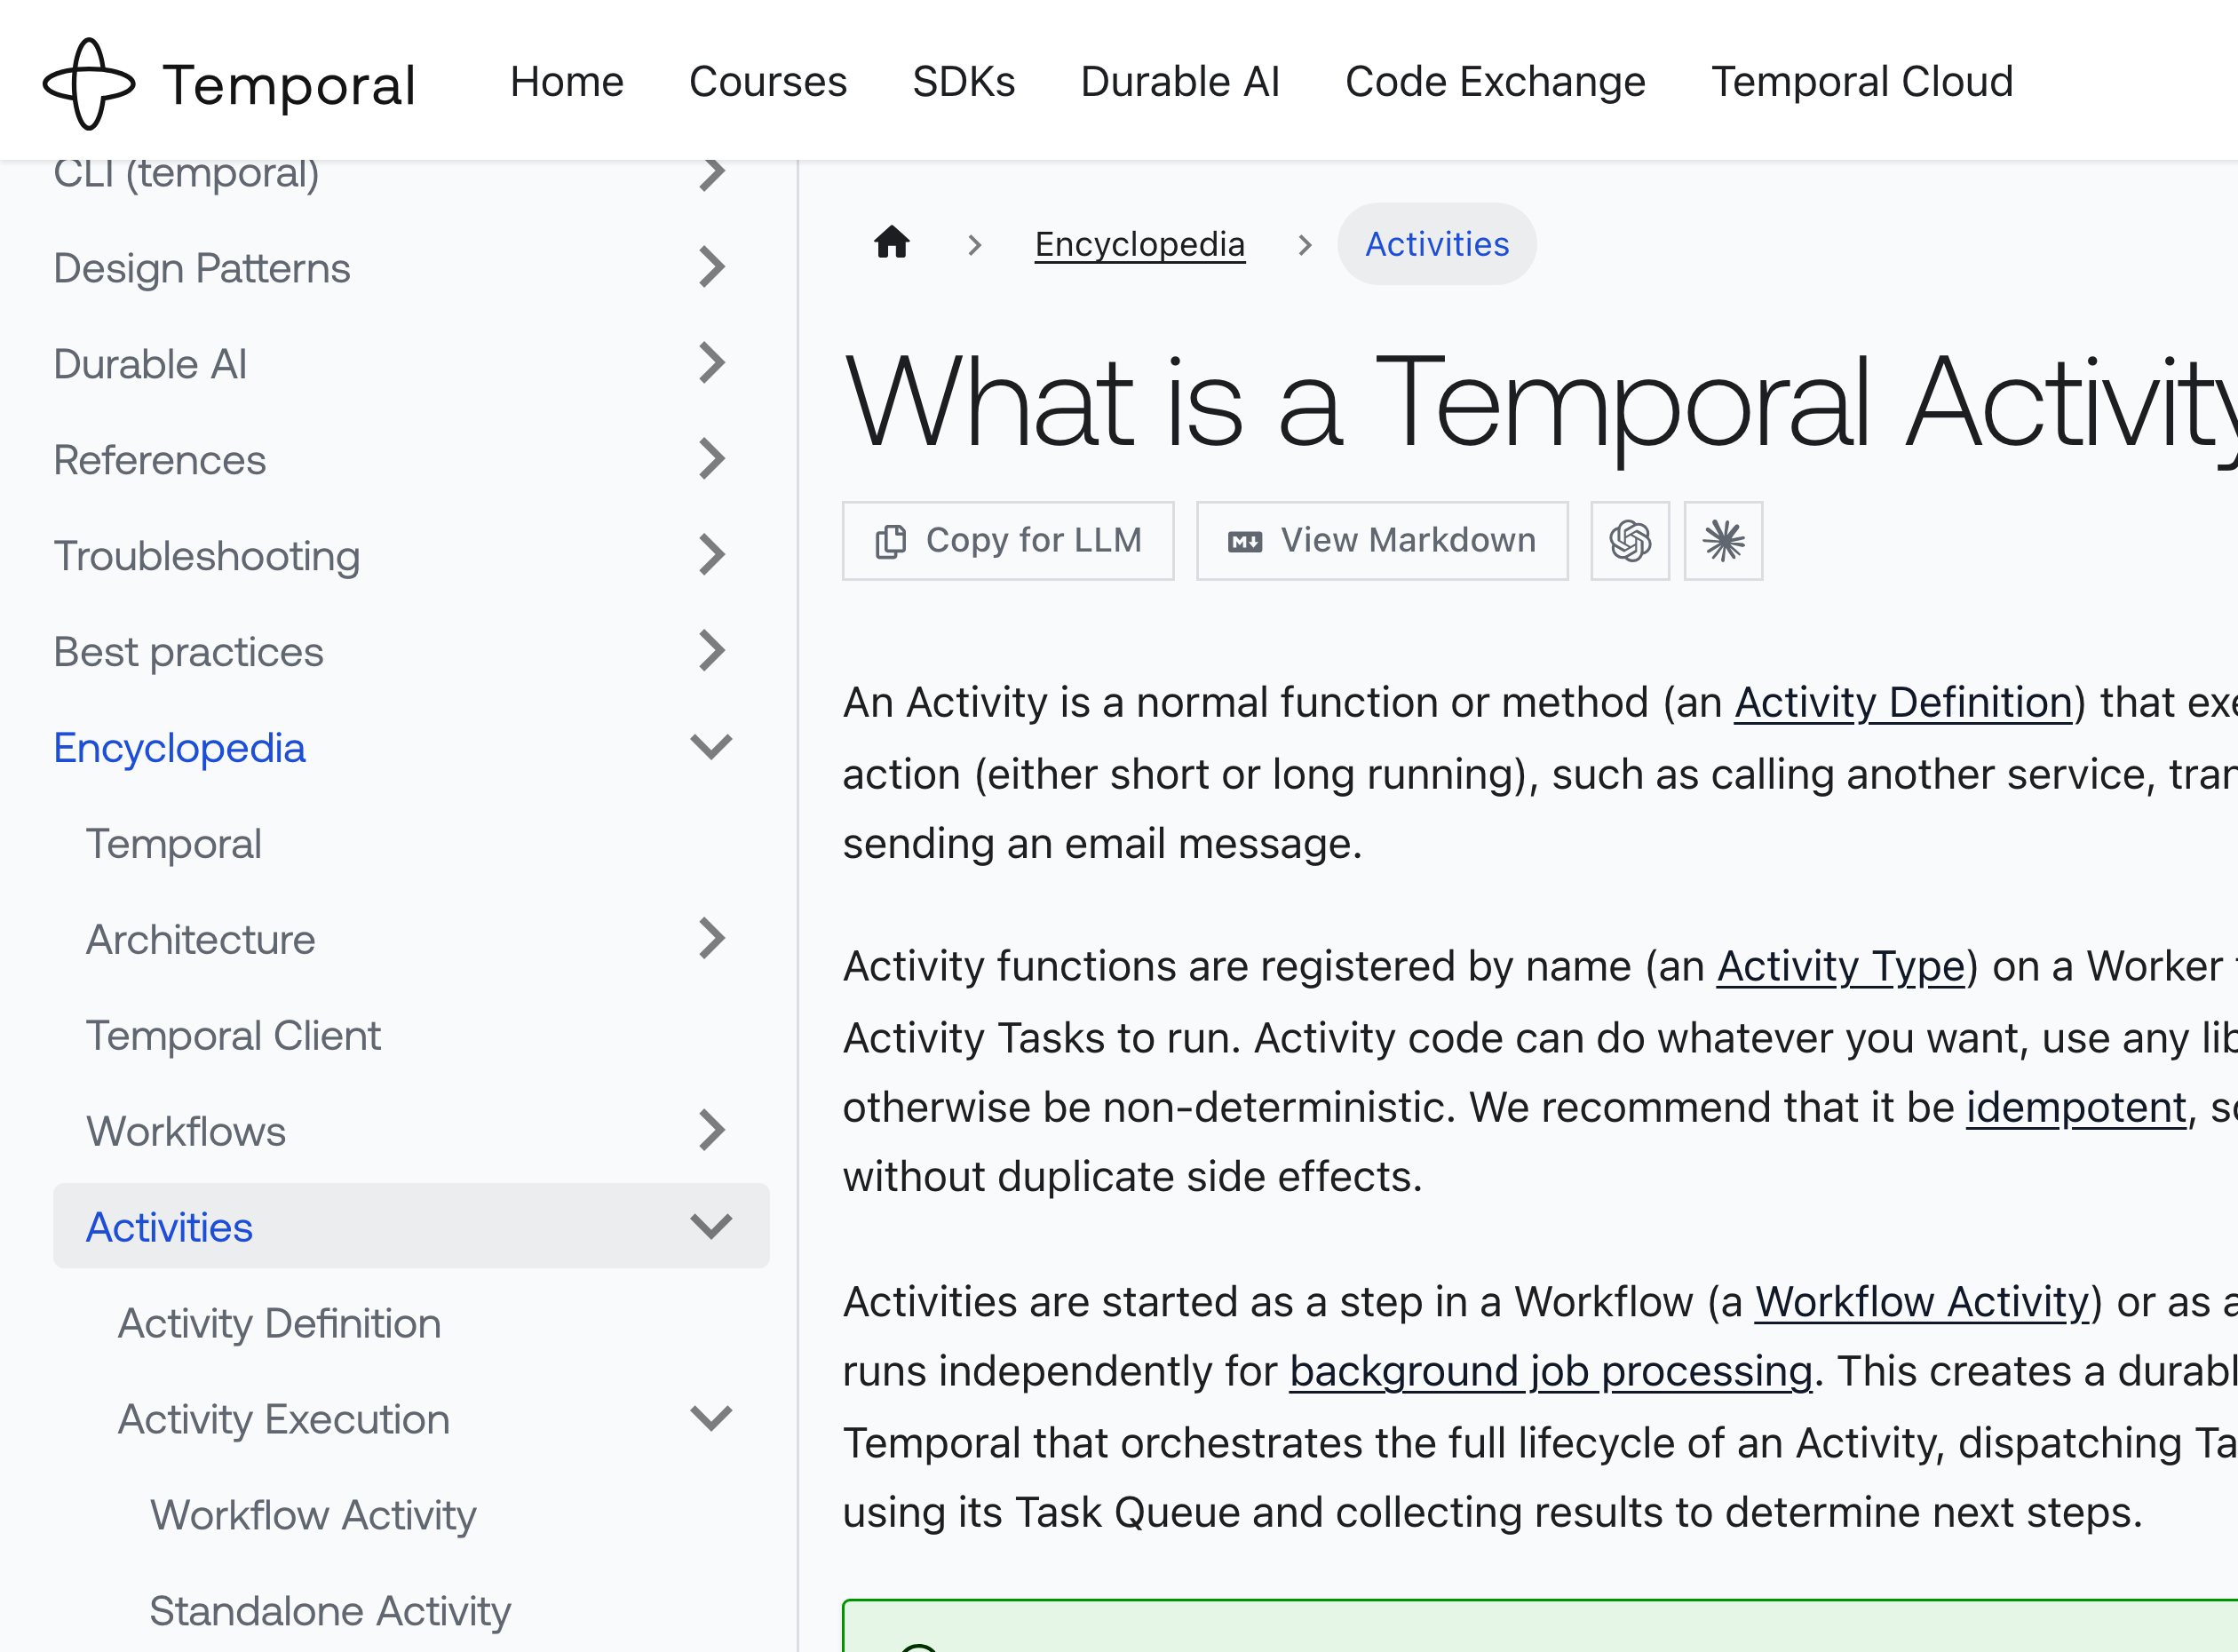 Temporal
Home
Courses
SDKs
Durable AI
Code Exchange
Temporal Cloud
CLI (temporal)
Design Patterns
Durable AI
References
Troubleshooting
Best practices
Encyclopedia
Temporal
Architecture
Temporal Client
Workflows
Activities
Activity Definition
Activity Execution
Workflow Activity
Standalone Activity
Encyclopedia
Activities
What is a Temporal Activity
Copy for LLM
View Markdown
An Activity is a normal function or method (an Activity Definition) that
action (either short or long running), such as calling another service,
sending an email message.
Activity functions are registered by name (an Activity Type) on a Worker
Activity Tasks to run. Activity code can do whatever you want, use any
otherwise be non-deterministic. We recommend that it be idempotent,
without duplicate side effects.
Activities are started as a step in a Workflow (a Workflow Activity) or as
runs independently for background job processing. This creates a
Temporal that orchestrates the full lifecycle of an Activity, dispatching
using its Task Queue and collecting results to determine next steps.